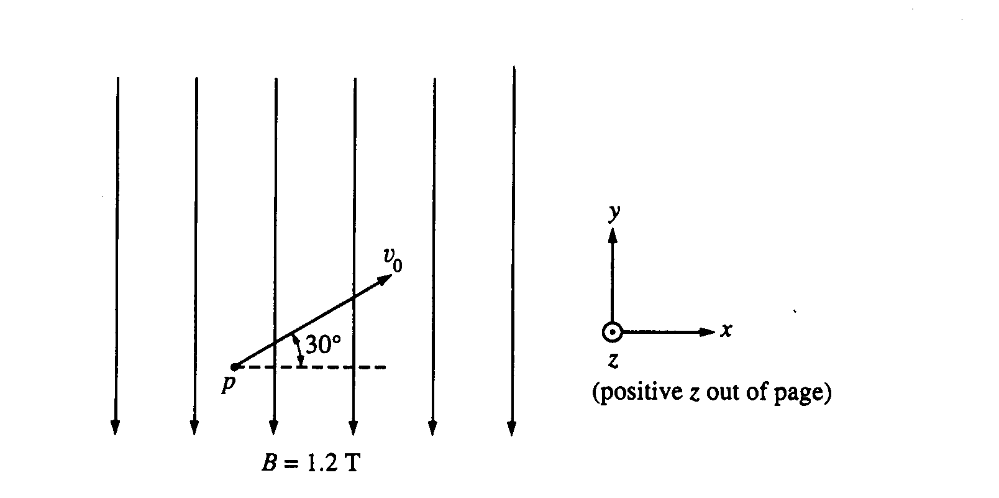 v₀
30°
p
B = 1.2 T
y
x
z
(positive z out of page)